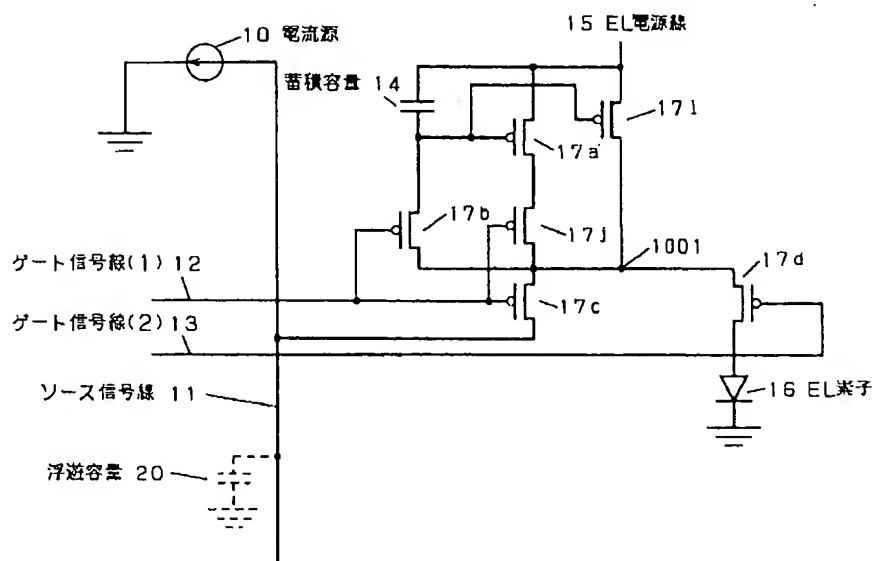 10 電流源
15 EL電源線
蓄積容量 14
17l
17a
17b
17j
1001
17d
ゲート信号線(1) 12
17c
ゲート信号線(2) 13
ソース信号線 11
16 EL素子
浮遊容量 20